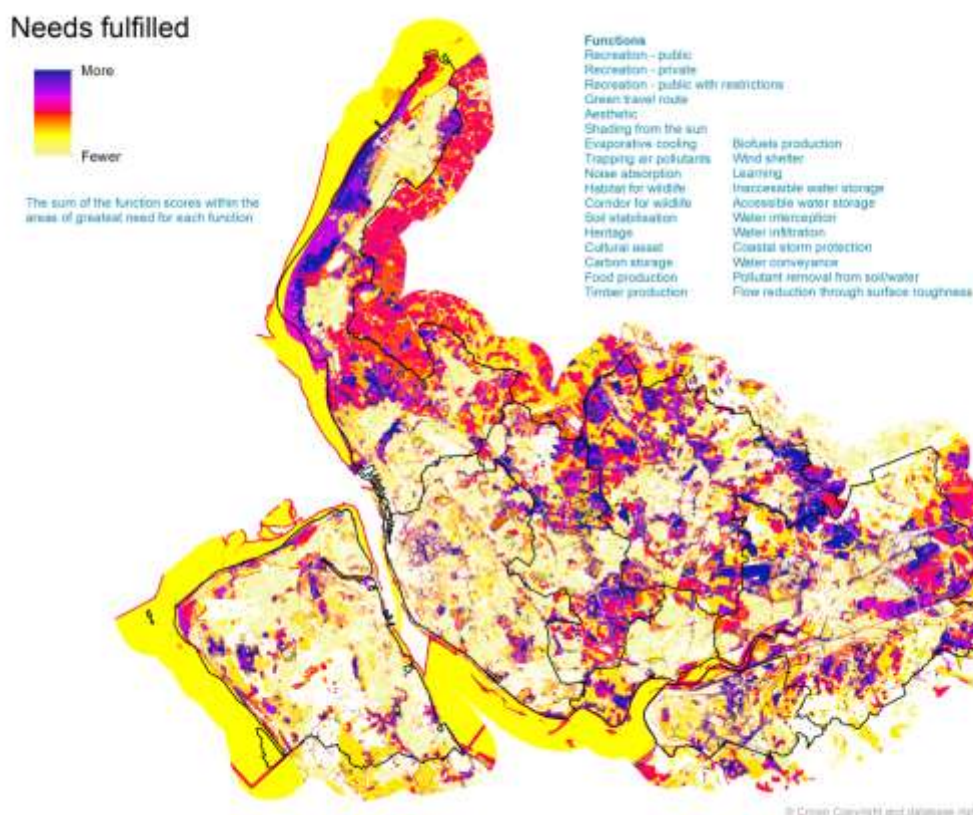 Needs fulfilled
More
Fewer
The sum of the function scores within the
areas of greatest need for each function
Functions
Recreation - public
Recreation - private
Recreation - public with restrictions
Green travel route
Aesthetic
Shading from the sun
Evaporative cooling
Trapping air pollutants
Noise absorption
Habitat for wildlife
Corridor for wildlife
Soil stabilisation
Heritage
Cultural asset
Carbon storage
Food production
Timber production
Biofuels production
Wind shelter
Learning
Inaccessible water storage
Accessible water storage
Water interception
Water infiltration
Coastal storm protection
Water conveyance
Pollutant removal from soil/water
Flow reduction through surface roughness
© Crown Copyright and database